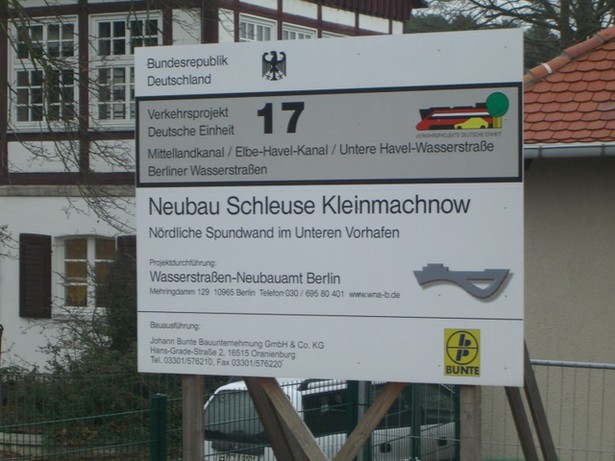 Bundesrepublik
Deutschland
Verkehrsprojekt
Deutsche Einheit
17
VERKEHRSPROJEKTE DEUTSCHE EINHEIT
Mittellandkanal / Elbe-Havel-Kanal / Untere Havel-Wasserstraße
Berliner Wasserstraßen
Neubau Schleuse Kleinmachnow
Nördliche Spundwand im Unteren Vorhafen
Projektdurchführung:
Wasserstraßen-Neubauamt Berlin
Mehringdamm 129 10965 Berlin Telefon 030 / 695 80 401 www.wna-b.de
Bauausführung:
Johann Bunte Bauunternehmung GmbH & Co. KG
Hans-Grade-Straße 2, 16515 Oranienburg
Tel. 03301/576210, Fax 03301/576220
BUNTE